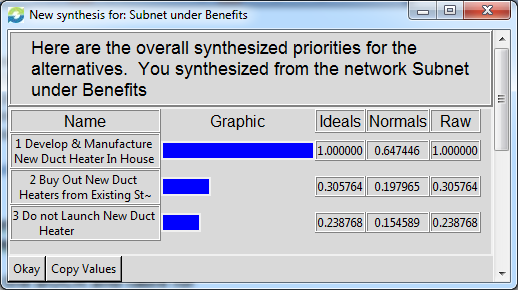 New synthesis for: Subnet under Benefits
Here are the overall synthesized priorities for the
alternatives. You synthesized from the network Subnet
under Benefits
Name Graphic Ideals Normals Raw
1 Develop & Manufacture
New Duct Heater In House
1.000000 0.647446 1.000000
2 Buy Out New Duct
Heaters from Existing St~
0.305764 0.197965 0.305764
3 Do not Launch New Duct
Heater
0.238768 0.154589 0.238768
Okay Copy Values